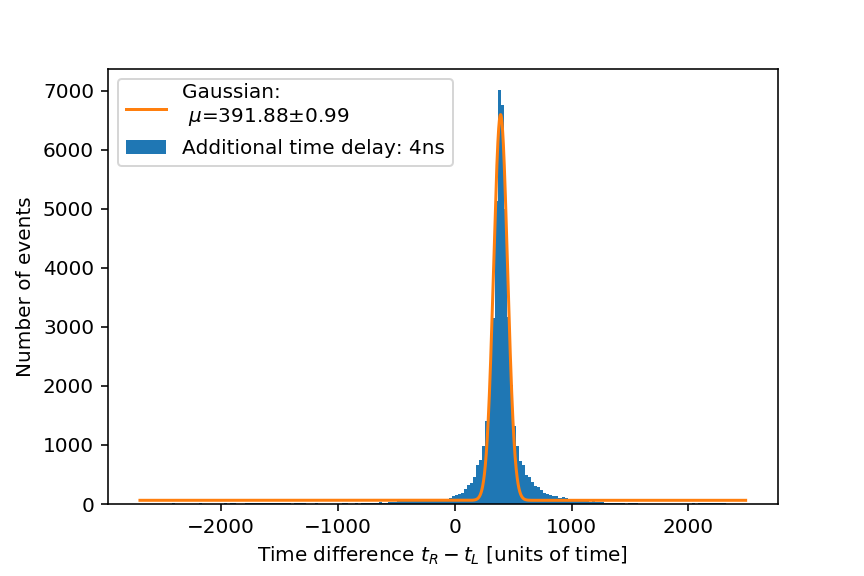 Gaussian:
μ=391.88±0.99
Additional time delay: 4ns
7000
6000
5000
4000
3000
2000
1000
0
Number of events
−2000 −1000 0 1000 2000
Time difference t_R − t_L [units of time]